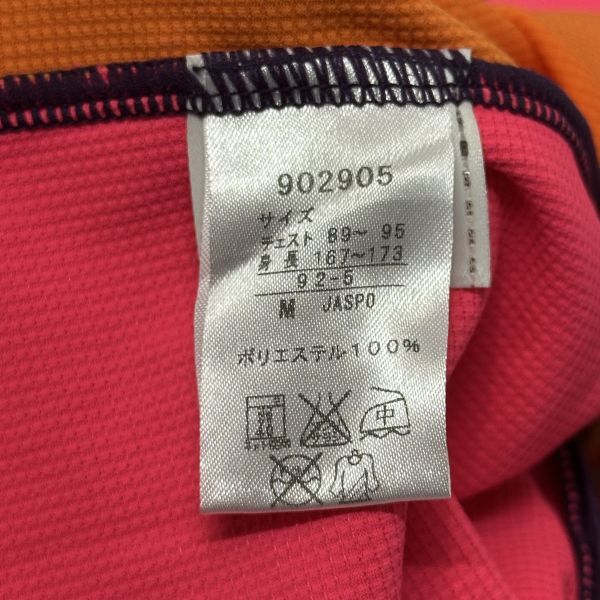 902905
サイズ
チェスト 89～ 95
身 長 167～173
92-5
M JASPO
ポリエステル100%
中